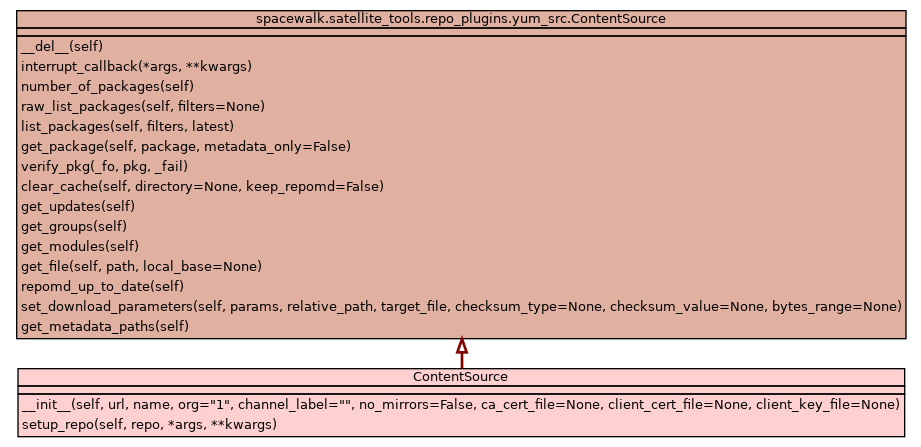 spacewalk.satellite_tools.repo_plugins.yum_src.ContentSource
__del__(self)
interrupt_callback(*args, **kwargs)
number_of_packages(self)
raw_list_packages(self, filters=None)
list_packages(self, filters, latest)
get_package(self, package, metadata_only=False)
verify_pkg(_fo, pkg, _fail)
clear_cache(self, directory=None, keep_repomd=False)
get_updates(self)
get_groups(self)
get_modules(self)
get_file(self, path, local_base=None)
repomd_up_to_date(self)
set_download_parameters(self, params, relative_path, target_file, checksum_type=None, checksum_value=None, bytes_range=None)
get_metadata_paths(self)
ContentSource
__init__(self, url, name, org="1", channel_label="", no_mirrors=False, ca_cert_file=None, client_cert_file=None, client_key_file=None)
setup_repo(self, repo, *args, **kwargs)